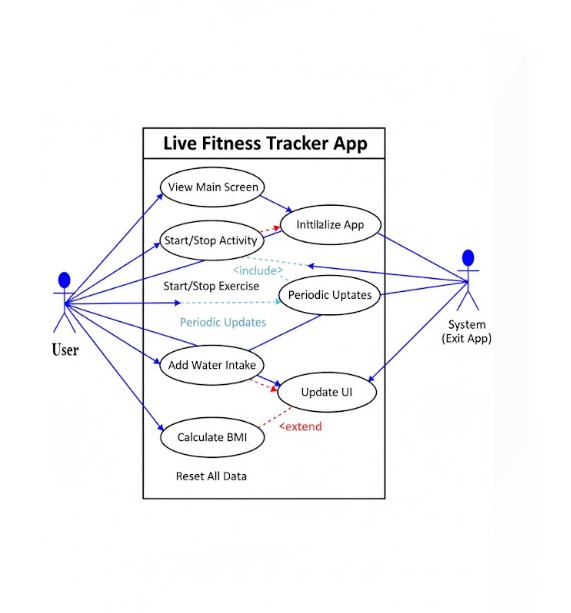 Live Fitness Tracker App
View Main Screen
Inttilalize App
Start/Stop Activity
<include>
Start/Stop Exercise
Periodic Uptates
Periodic Updates
System
(Exit App)
User
Add Water Intake
Update UI
<extend
Calculate BMI
Reset All Data